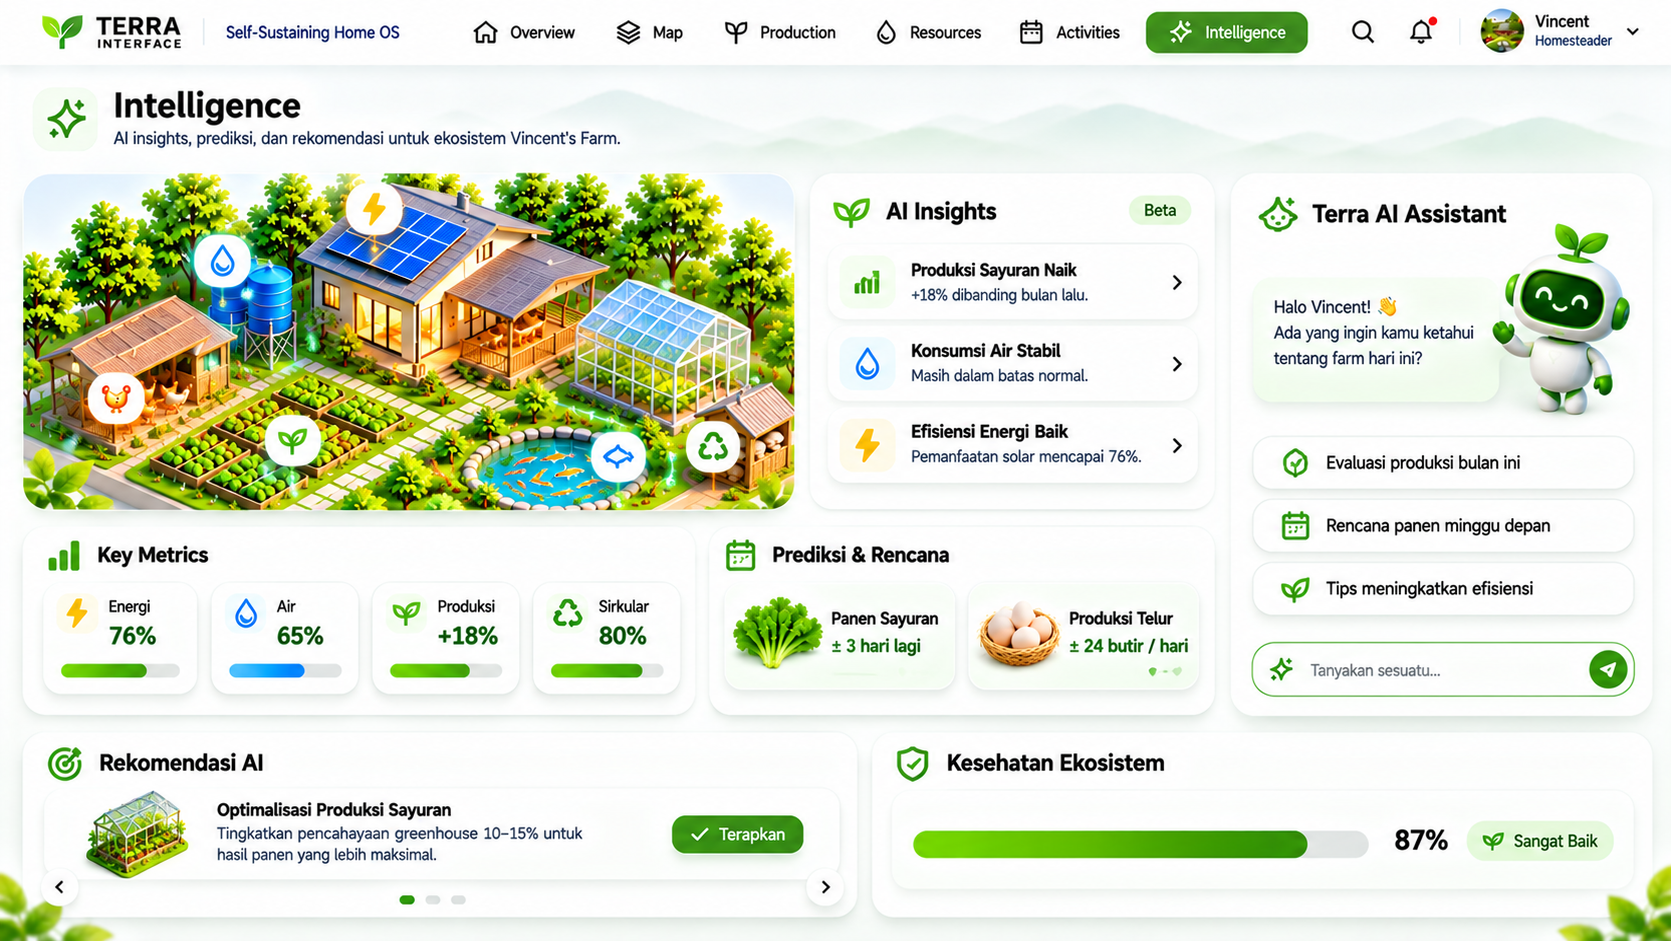 TERRA
INTERFACE
Self-Sustaining Home OS
Overview
Map
Production
Resources
Activities
Intelligence
Vincent
Homesteader
Intelligence
AI insights, prediksi, dan rekomendasi untuk ekosistem Vincent's Farm.
AI Insights
Beta
Produksi Sayuran Naik
+18% dibanding bulan lalu.
Konsumsi Air Stabil
Masih dalam batas normal.
Efisiensi Energi Baik
Pemanfaatan solar mencapai 76%.
Terra AI Assistant
Halo Vincent! 👋
Ada yang ingin kamu ketahui
tentang farm hari ini?
Evaluasi produksi bulan ini
Rencana panen minggu depan
Tips meningkatkan efisiensi
Tanyakan sesuatu...
Key Metrics
Energi
76%
Air
65%
Produksi
+18%
Sirkular
80%
Prediksi & Rencana
Panen Sayuran
± 3 hari lagi
Produksi Telur
± 24 butir / hari
Rekomendasi AI
Optimalisasi Produksi Sayuran
Tingkatkan pencahayaan greenhouse 10–15% untuk
hasil panen yang lebih maksimal.
Terapkan
Kesehatan Ekosistem
87%
Sangat Baik